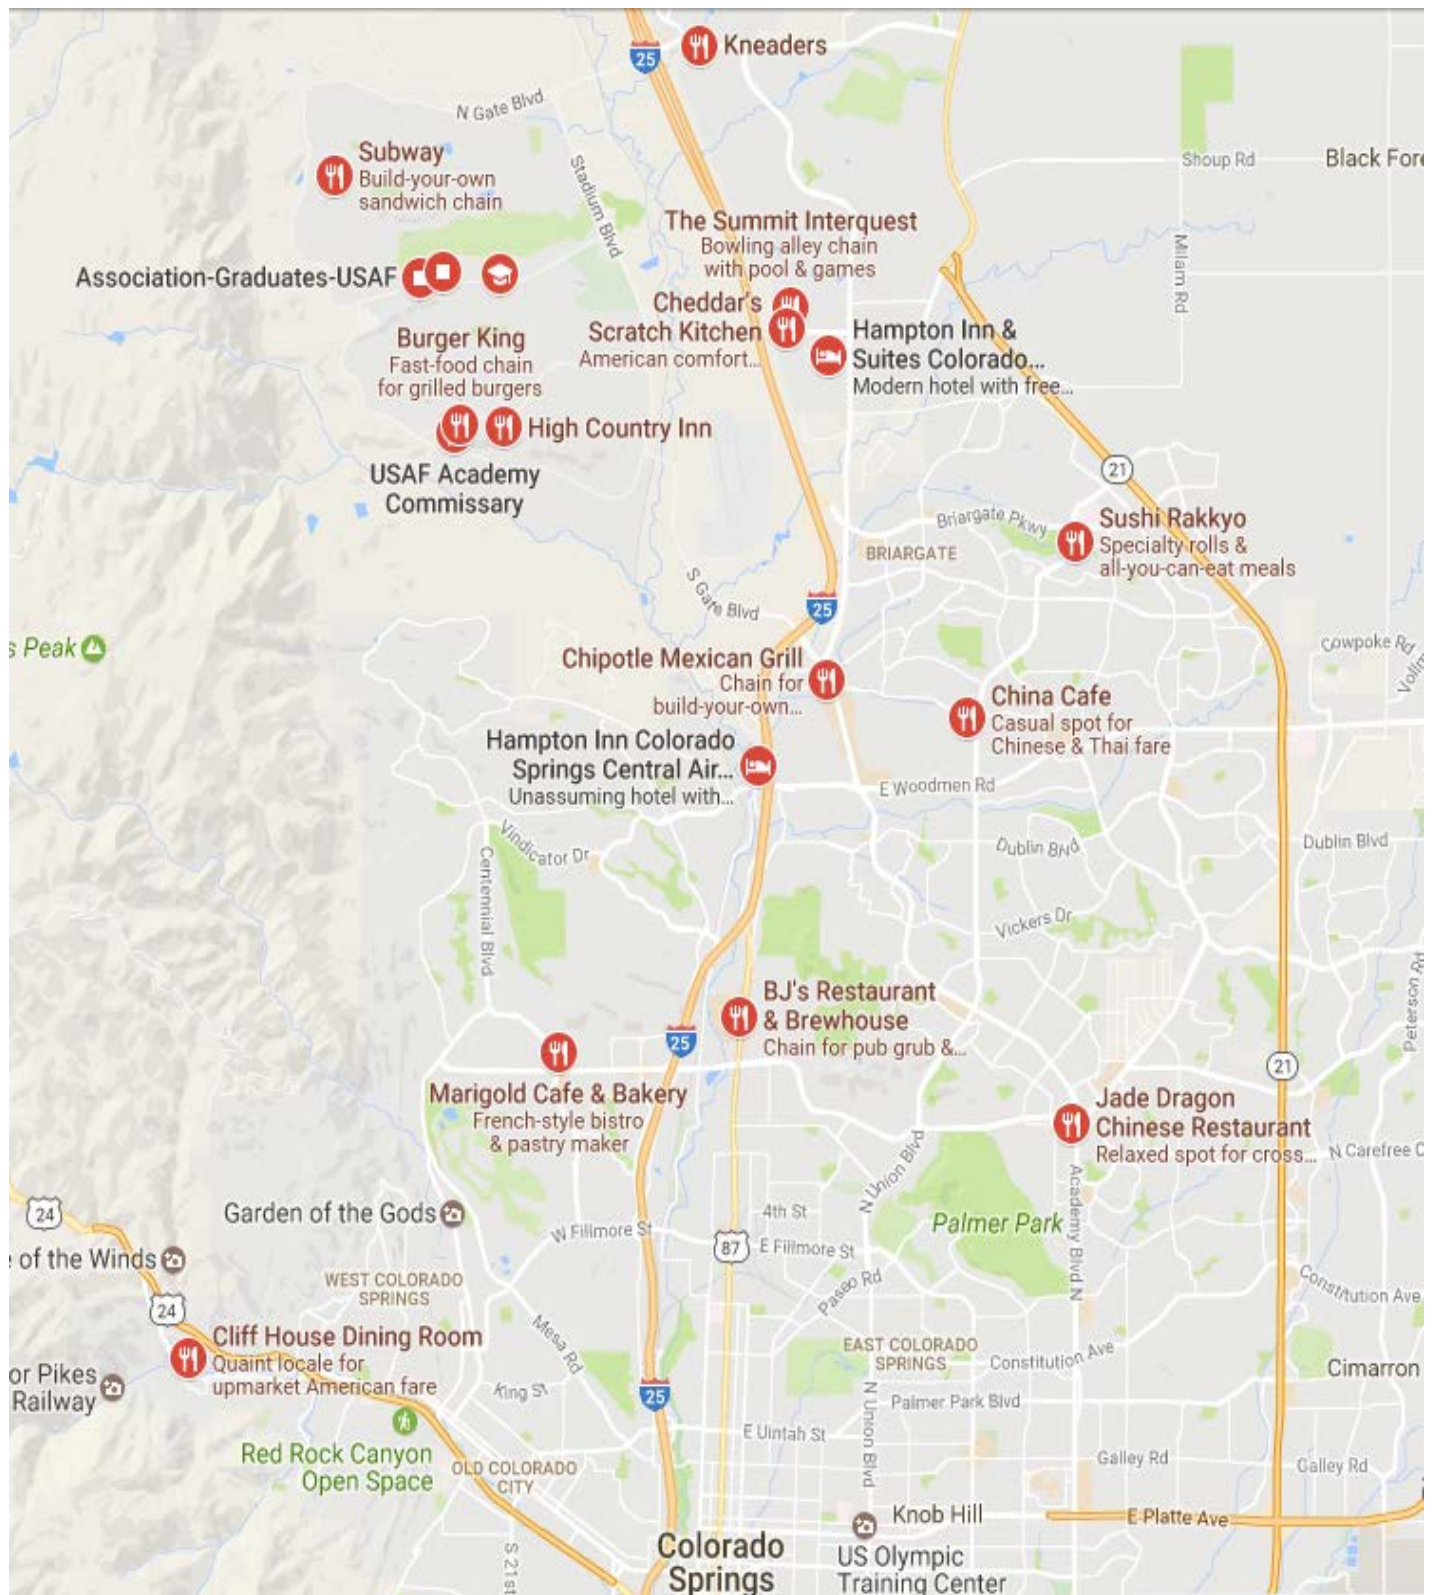 25
Kneaders
N Gate Blvd
Subway
Build-your-own
sandwich chain
Stadium Blvd
Shoup Rd
Black Fore
The Summit Interquest
Bowling alley chain
with pool & games
Milam Rd
Association-Graduates-USAF
Cheddar's
Scratch Kitchen
American comfort...
Hampton Inn &
Suites Colorado...
Modern hotel with free...
Burger King
Fast-food chain
for grilled burgers
High Country Inn
USAF Academy
Commissary
21
Briargate Pkwy
BRIARGATE
Sushi Rakkyo
Specialty rolls &
all-you-can-eat meals
S Gate Blvd
25
s Peak
Cowpoke Rd
Vollm
Chipotle Mexican Grill
Chain for
build-your-own...
China Cafe
Casual spot for
Chinese & Thai fare
Hampton Inn Colorado
Springs Central Air...
Unassuming hotel with...
E Woodmen Rd
Vindicator Dr
Dublin Blvd
Dublin Blvd
Centennial Blvd
Vickers Dr
Peterson Rd
BJ's Restaurant
& Brewhouse
Chain for pub grub &...
25
21
Marigold Cafe & Bakery
French-style bistro
& pastry maker
Jade Dragon
Chinese Restaurant
Relaxed spot for cross...
N Carefree C
N Union Blvd
Academy Blvd N
24
Garden of the Gods
4th St
Palmer Park
W Fillmore St
87
E Fillmore St
e of the Winds
WEST COLORADO
SPRINGS
Paseo Rd
Constitution Ave
24
Cliff House Dining Room
Quaint locale for
upmarket American fare
Mesa Rd
EAST COLORADO
SPRINGS
Constitution Ave
Cimarron
or Pikes
Railway
King St
25
N Union Blvd
Palmer Park Blvd
Red Rock Canyon
Open Space
E Uintah St
OLD COLORADO
CITY
Galley Rd
Galley Rd
Knob Hill
E Platte Ave
S 21st
Colorado
Springs
US Olympic
Training Center